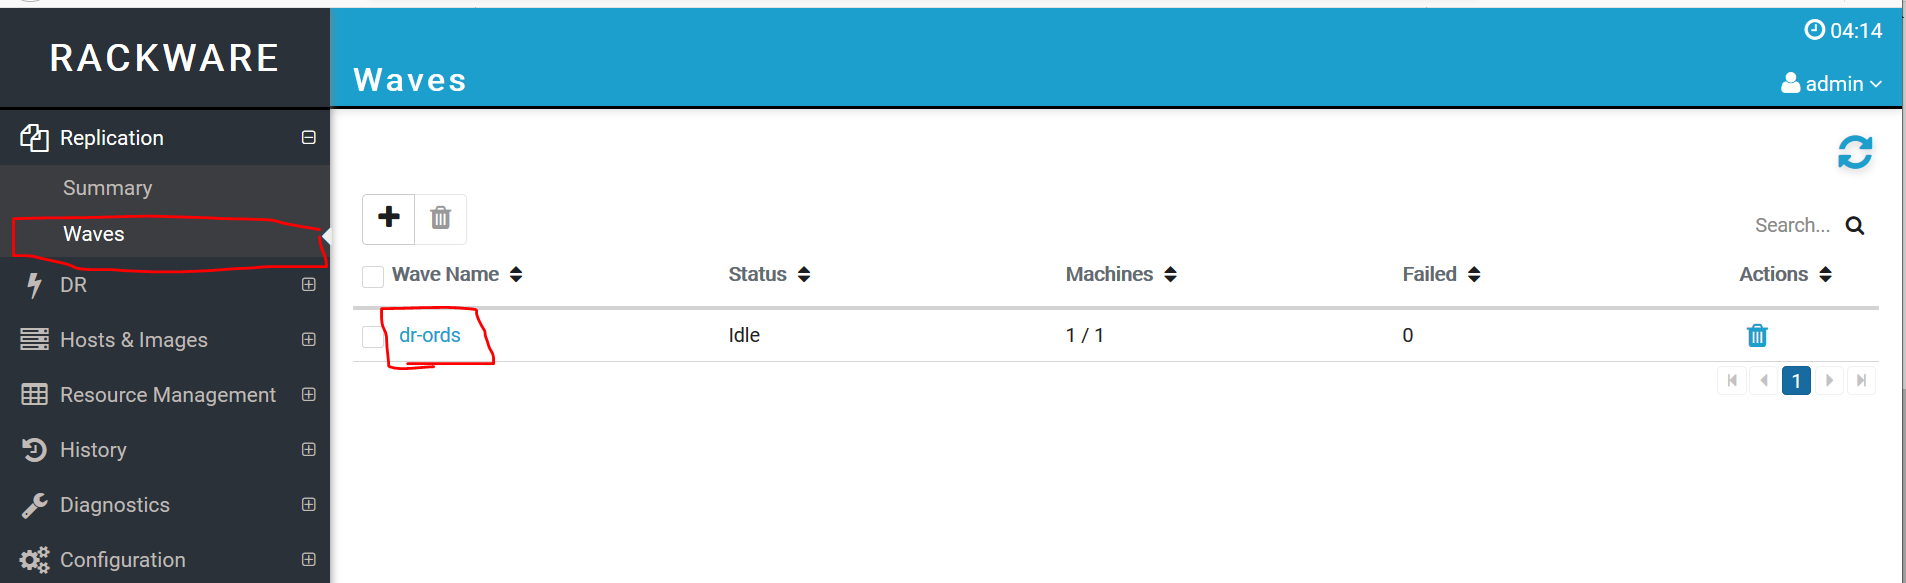 RACKWARE
04:14
Waves
admin
Replication
Summary
Waves
DR
Hosts & Images
Resource Management
History
Diagnostics
Configuration
Search...
Wave Name Status Machines Failed Actions
dr-ords Idle 1 / 1 0
1